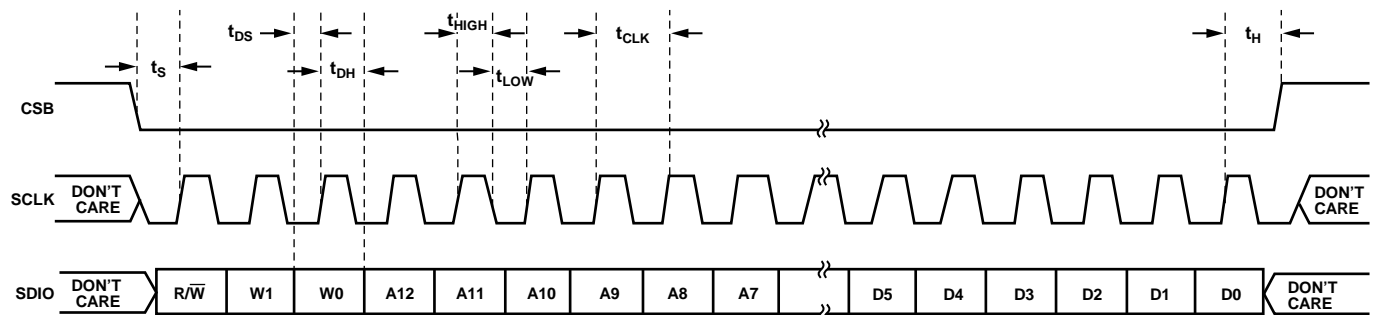 tDS
tHIGH
tCLK
tH
tS
tDH
tLOW
CSB
SCLK
DON'T
CARE
DON'T
CARE
SDIO
DON'T
CARE
R/W̅ W1 W0 A12 A11 A10 A9 A8 A7 D5 D4 D3 D2 D1 D0
DON'T
CARE